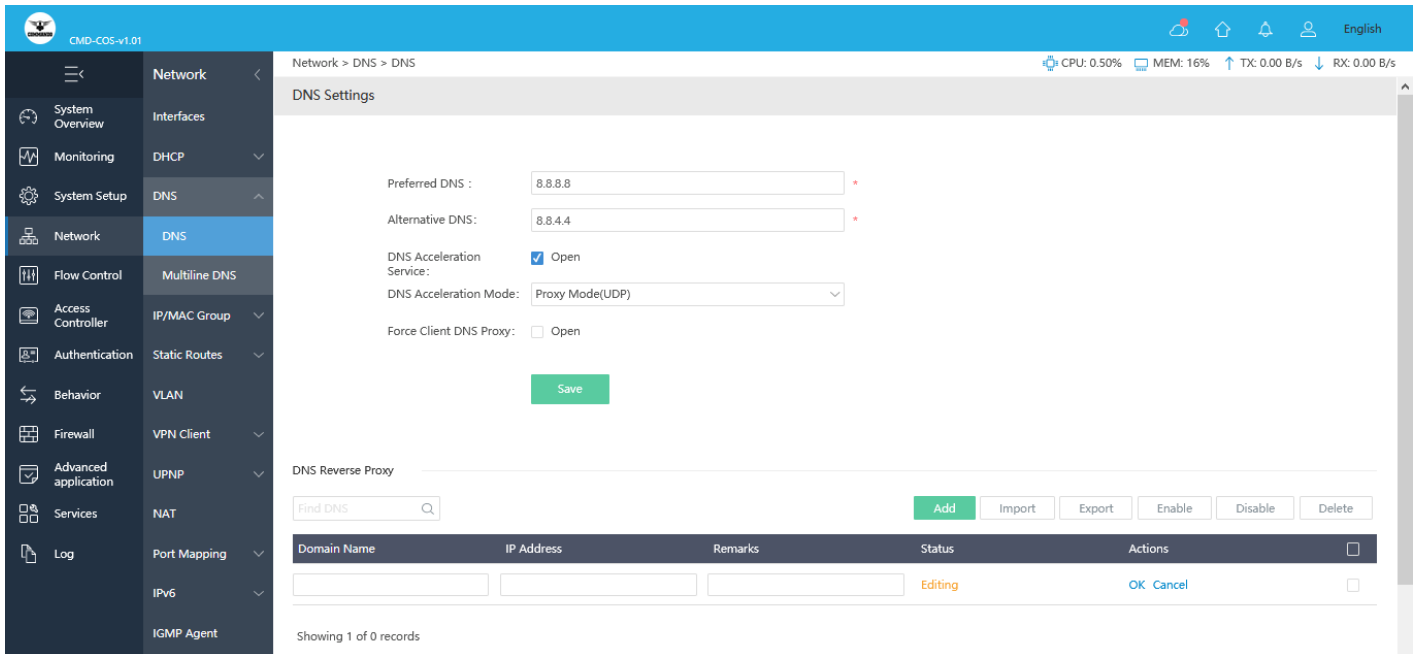 COMMANDO
CMD-COS-v1.01
English
Network > DNS > DNS
CPU: 0.50% MEM: 16% TX: 0.00 B/s RX: 0.00 B/s
System
Overview
Monitoring
System Setup
Network
Flow Control
Access
Controller
Authentication
Behavior
Firewall
Advanced
application
Services
Log
Network
Interfaces
DHCP
DNS
DNS
Multiline DNS
IP/MAC Group
Static Routes
VLAN
VPN Client
UPNP
NAT
Port Mapping
IPv6
IGMP Agent
DNS Settings
Preferred DNS : 8.8.8.8 *
Alternative DNS: 8.8.4.4 *
DNS Acceleration
Service: Open
DNS Acceleration Mode: Proxy Mode(UDP)
Force Client DNS Proxy: Open
Save
DNS Reverse Proxy
Find DNS Add Import Export Enable Disable Delete
Domain Name IP Address Remarks Status Actions
Editing OK Cancel
Showing 1 of 0 records